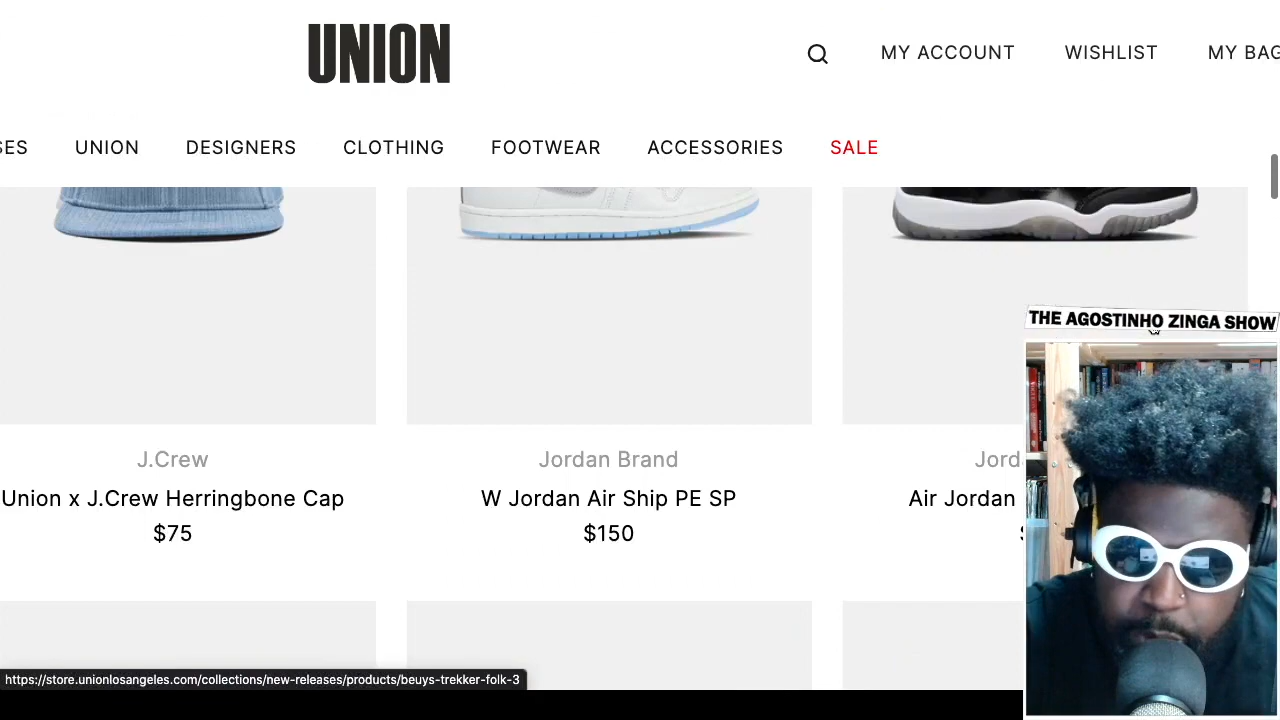 UNION
MY ACCOUNT
WISHLIST
MY BAG
SES
UNION
DESIGNERS
CLOTHING
FOOTWEAR
ACCESSORIES
SALE
J.Crew
Union x J.Crew Herringbone Cap
$75
Jordan Brand
W Jordan Air Ship PE SP
$150
Jord
Air Jordan
THE AGOSTINHO ZINGA SHOW
https://store.unionlosangeles.com/collections/new-releases/products/beuys-trekker-folk-3